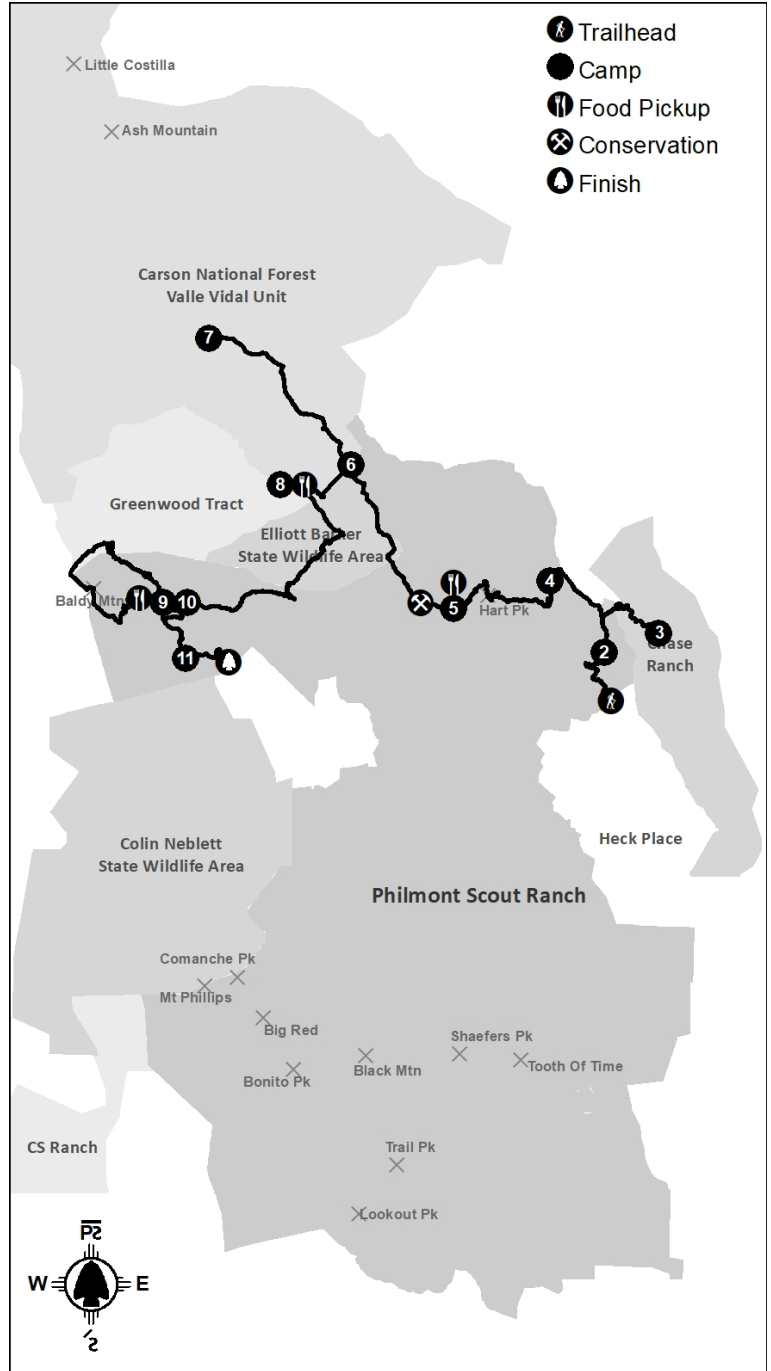 Trailhead
Camp
Food Pickup
Conservation
Finish
Little Costilla
Ash Mountain
Carson National Forest
Valle Vidal Unit
7
6
8
Greenwood Tract
Elliott Barker
State Wildlife Area
Baldy Mtn
9
10
11
5
Hart Pk
4
3
2
Chase
Ranch
Heck Place
Colin Neblett
State Wildlife Area
Philmont Scout Ranch
Comanche Pk
Mt Phillips
Big Red
Bonito Pk
Black Mtn
Shaefers Pk
Tooth Of Time
CS Ranch
Trail Pk
Lookout Pk
W E